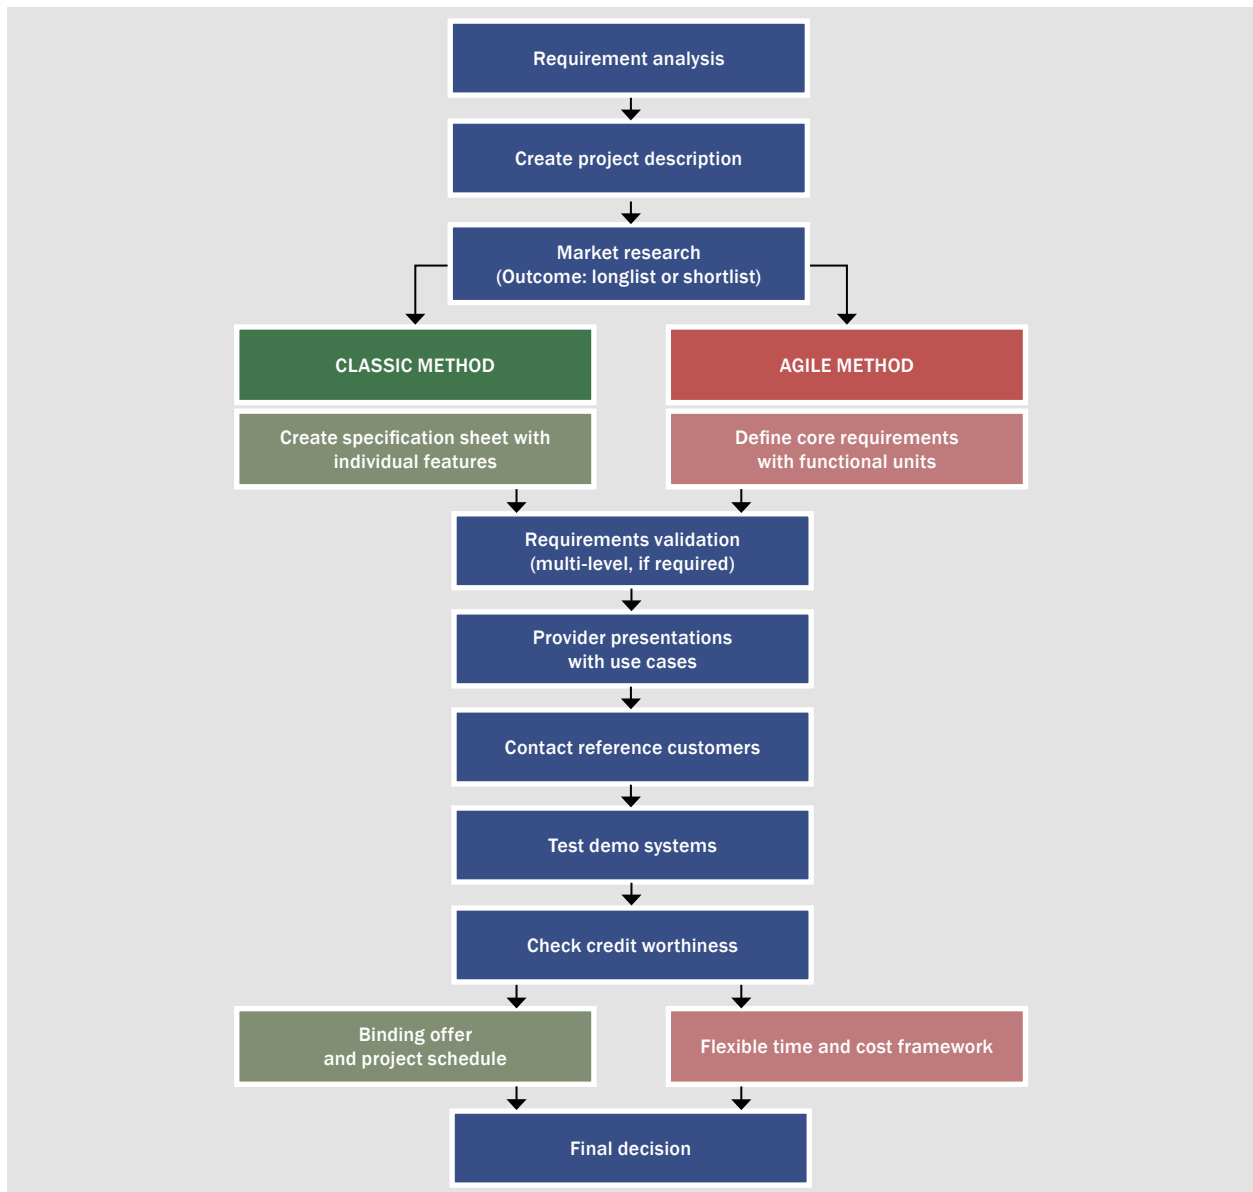 Requirement analysis
Create project description
Market research
(Outcome: longlist or shortlist)
CLASSIC METHOD
Create specification sheet with
individual features
AGILE METHOD
Define core requirements
with functional units
Requirements validation
(multi-level, if required)
Provider presentations
with use cases
Contact reference customers
Test demo systems
Check credit worthiness
Binding offer
and project schedule
Flexible time and cost framework
Final decision